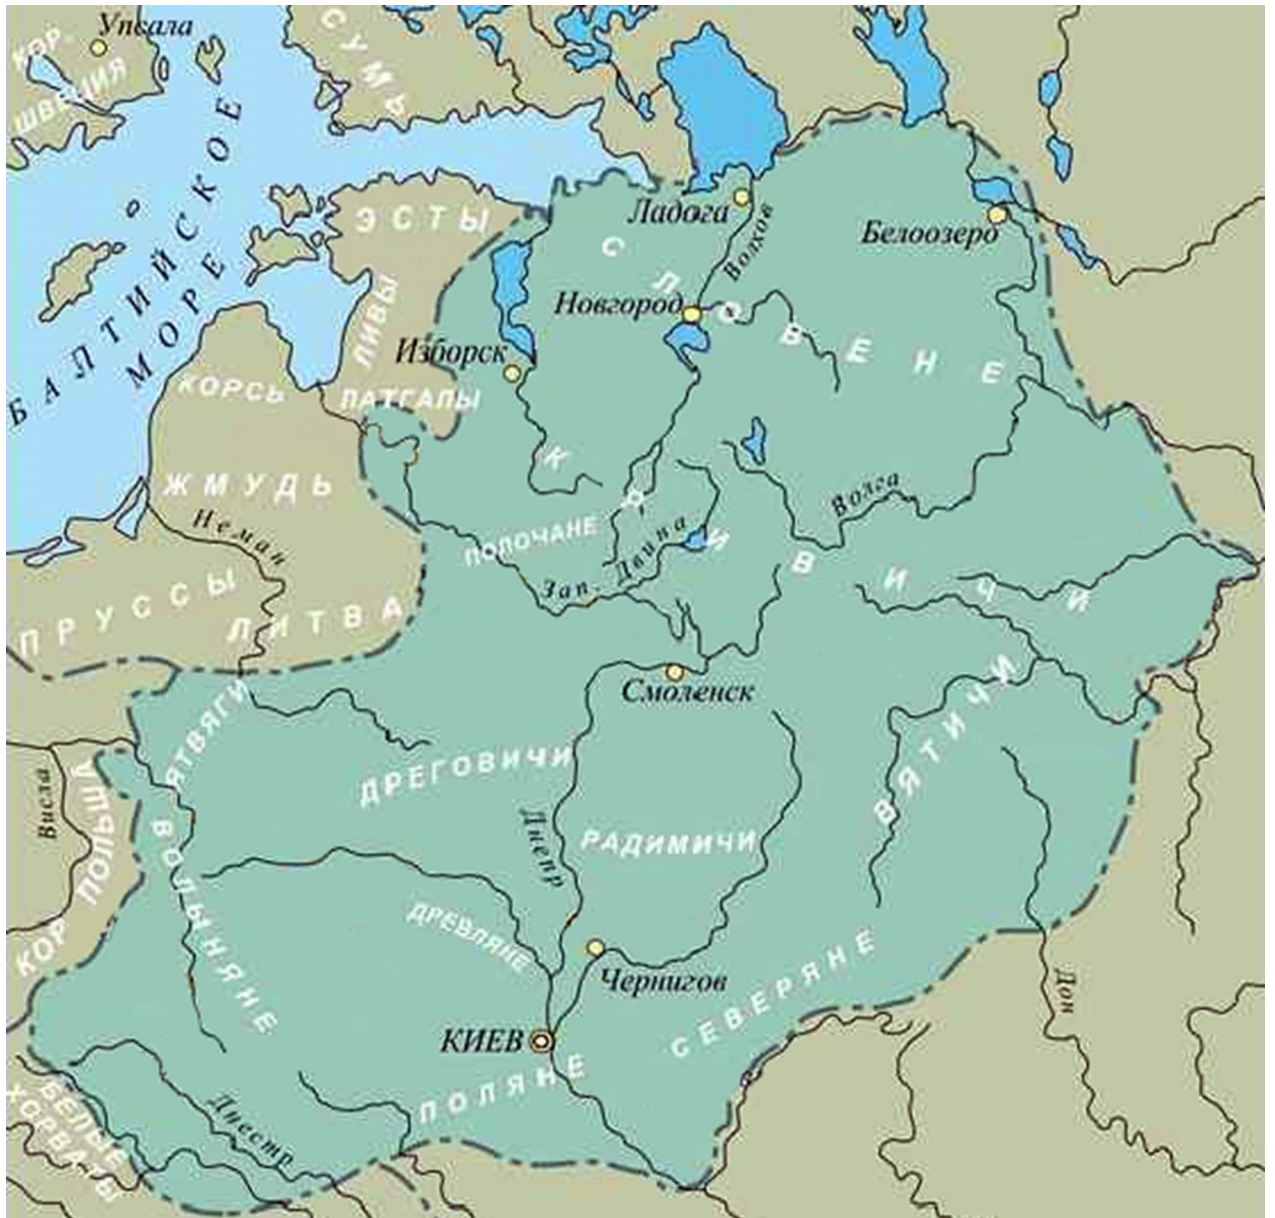 Упсала
КОР.
ШВЕЦИЯ
СУМЬ
БАЛТИЙСКОЕ
МОРЕ
ЭСТЫ
Ладога
Волхов
Белоозеро
СЛОВЕНЕ
ЛИВЫ
Новгород
Изборск
КОРСЬ
ЛАТГАЛЫ
ЖМУДЬ
Неман
КРИВИЧИ
Волга
ПОЛОЧАНЕ
Зап. Двина
ПРУССЫ
ЛИТВА
Смоленск
ЯТВЯГИ
ВЯТИЧИ
ДРЕГОВИЧИ
Висла
КОР
ПОЛЬША
Днепр
РАДИМИЧИ
ВОЛЫНЯНЕ
ДРЕВЛЯНЕ
Чернигов
СЕВЕРЯНЕ
Дон
КИЕВ
ПОЛЯНЕ
БЕЛЫЕ
ХОРВАТЫ
Днестр